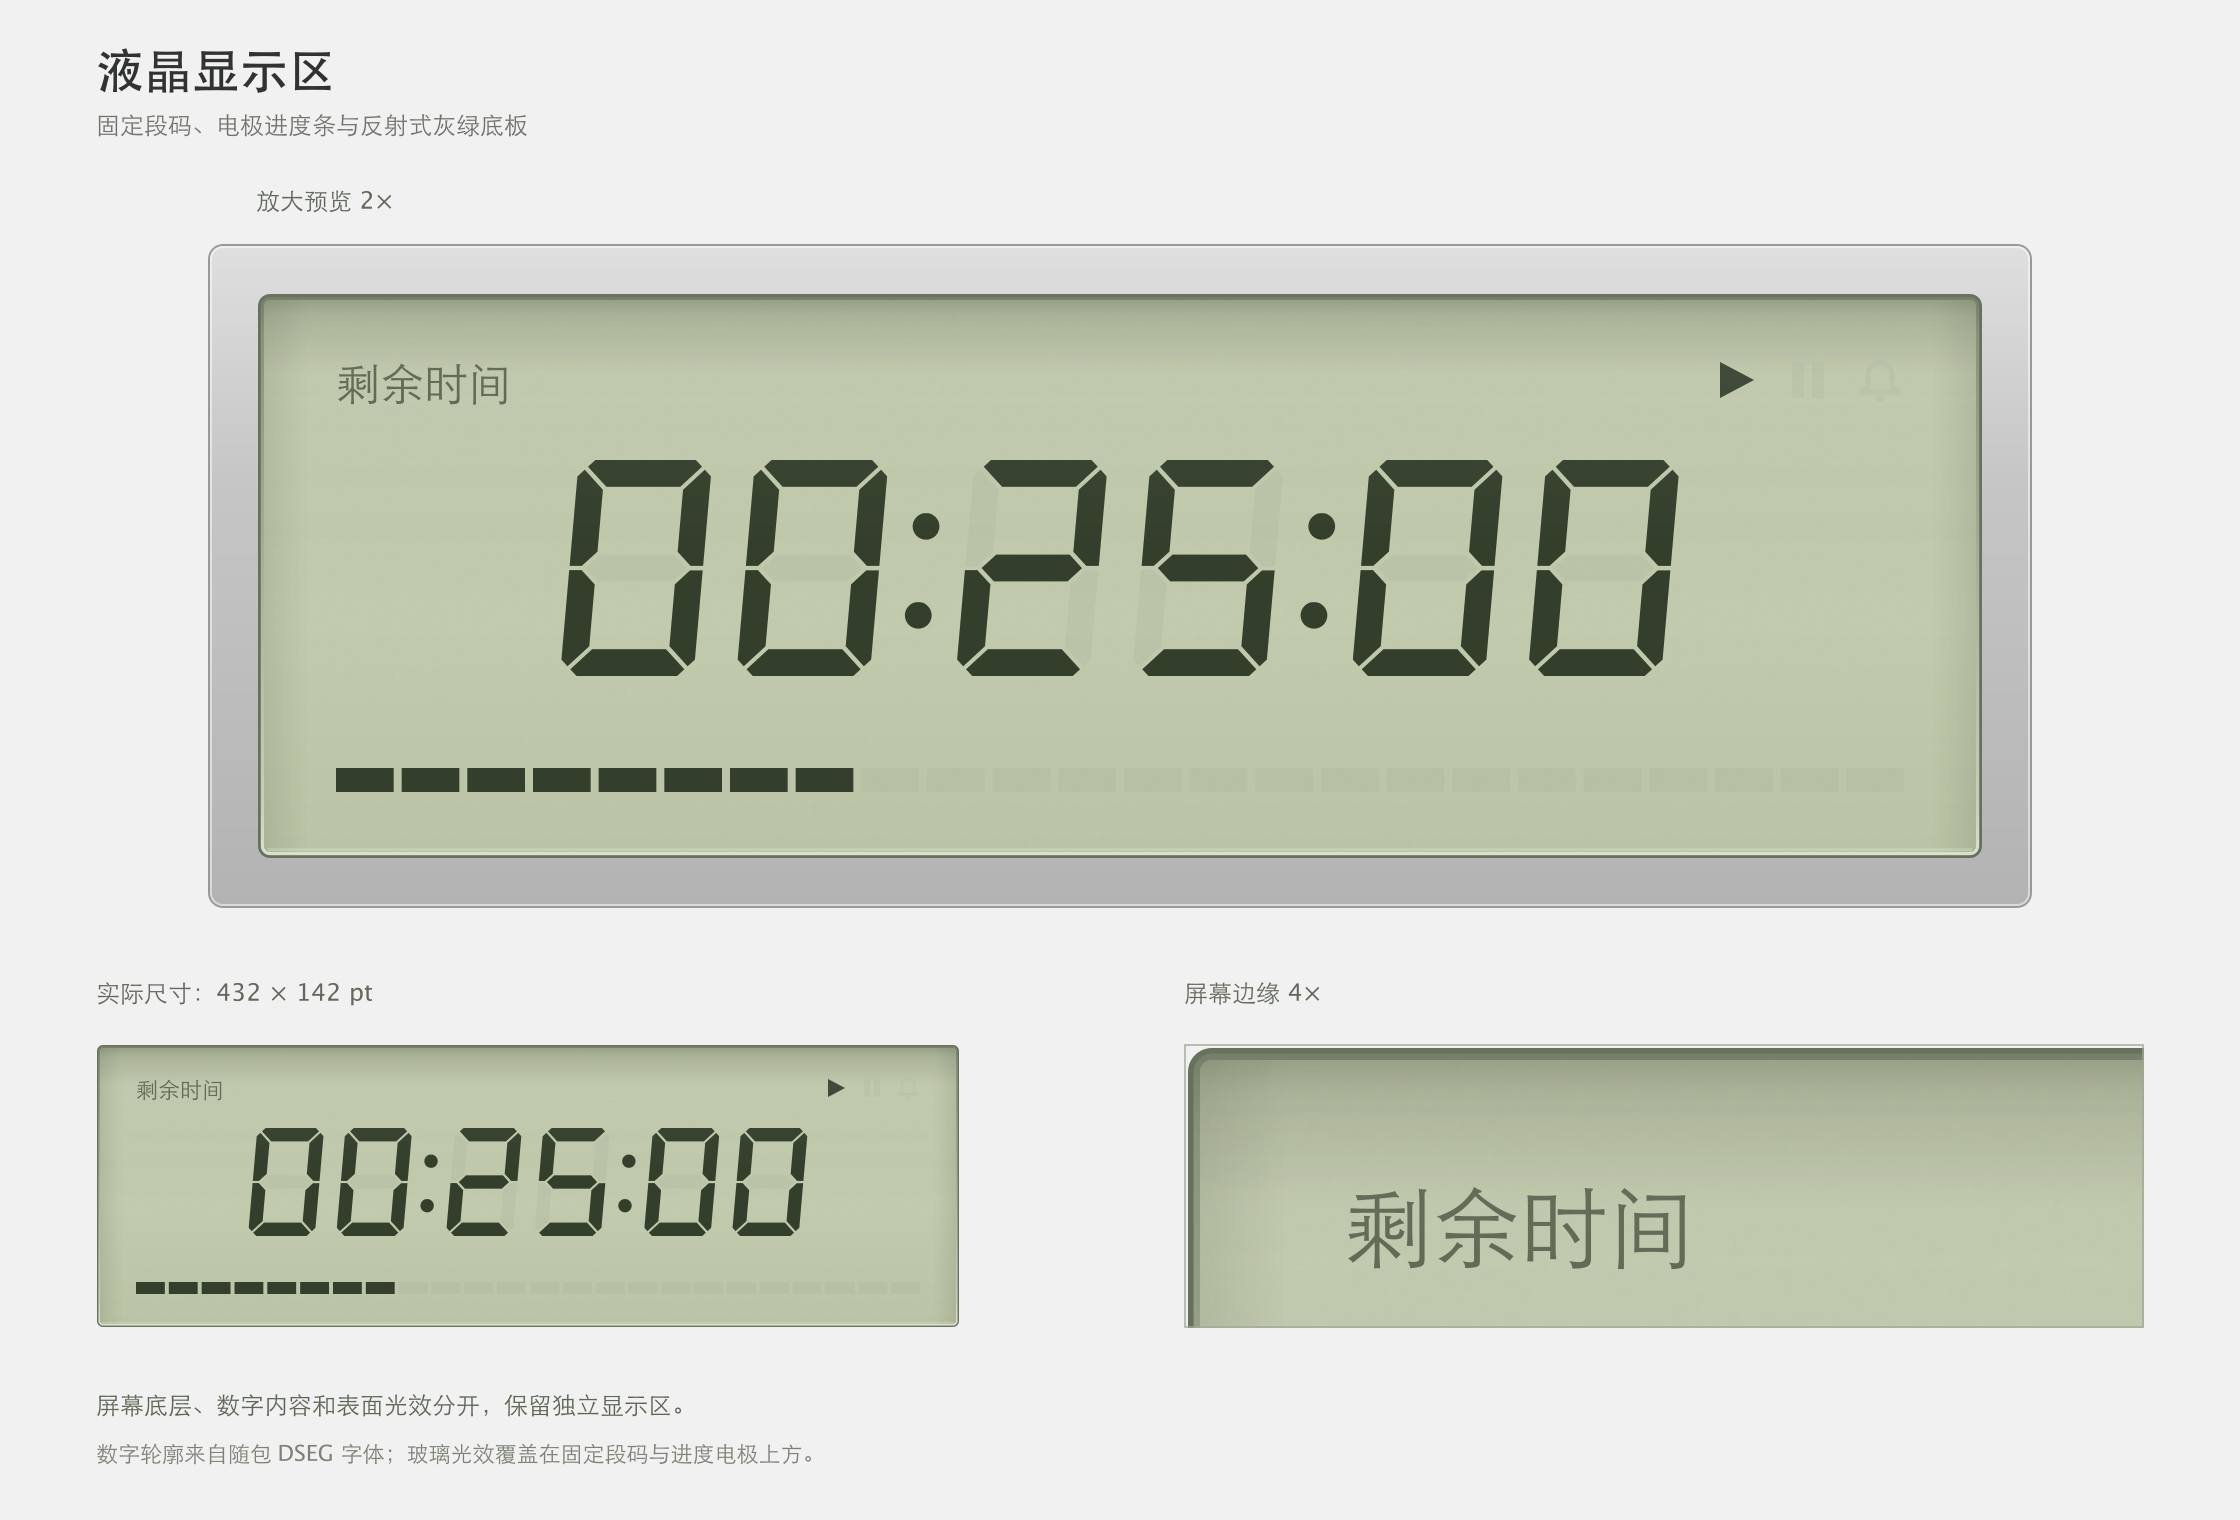 液晶显示区
固定段码、电极进度条与反射式灰绿底板
放大预览 2×
剩余时间
00:25:00
实际尺寸：432 × 142 pt
屏幕边缘 4×
剩余时间
00:25:00
剩余时间
屏幕底层、数字内容和表面光效分开，保留独立显示区。
数字轮廓来自随包 DSEG 字体；玻璃光效覆盖在固定段码与进度电极上方。